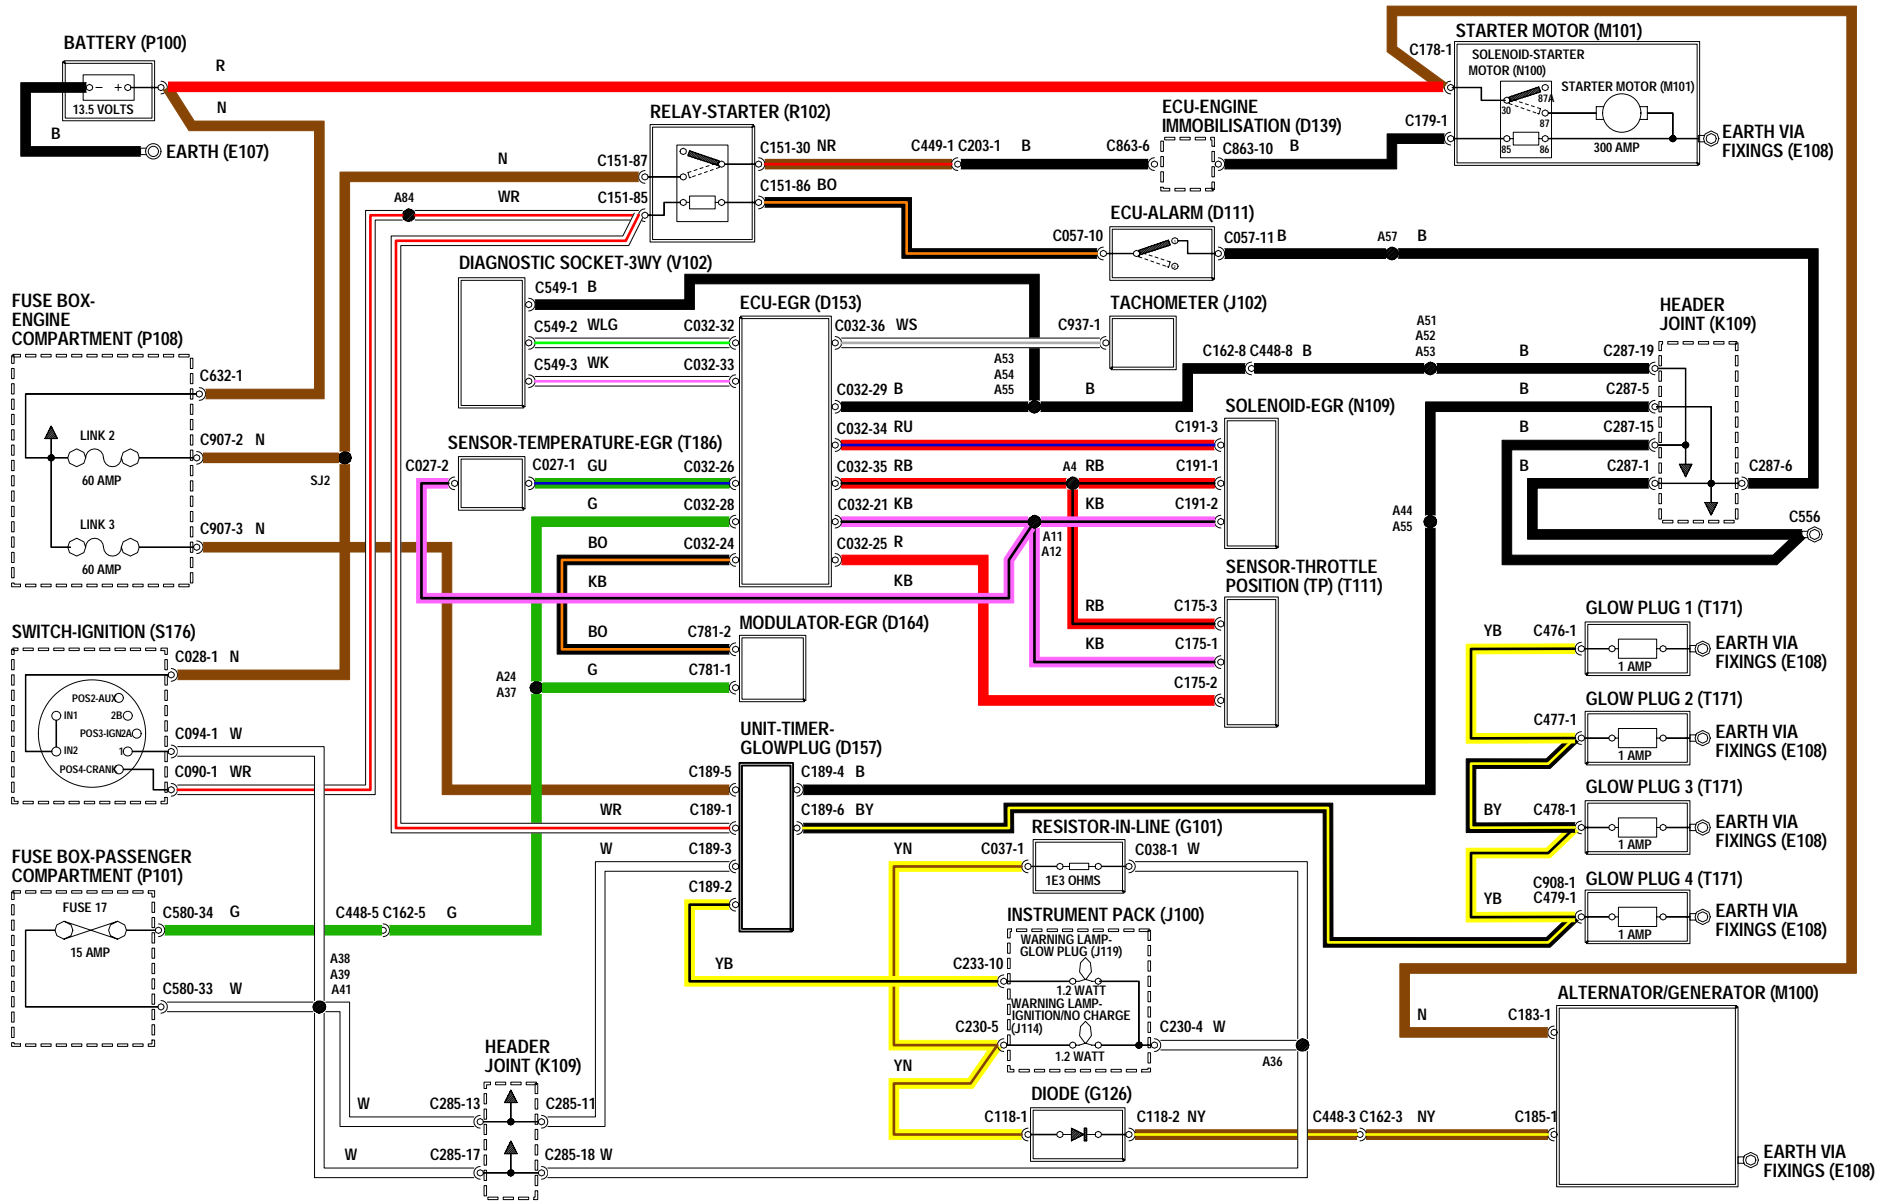 BATTERY (P100)
13.5 VOLTS
R
N
B
EARTH (E107)
RELAY-STARTER (R102)
N
C151-87
WR
C151-85
A84
C151-30 NR
C151-86 BO
C449-1 C203-1 B
ECU-ENGINE
IMMOBILISATION (D139)
C863-6
C863-10 B
C178-1
C179-1
STARTER MOTOR (M101)
SOLENOID-STARTER
MOTOR (N100)
STARTER MOTOR (M101)
30
87A
87
85
86
300 AMP
EARTH VIA
FIXINGS (E108)
ECU-ALARM (D111)
C057-10
C057-11 B
A57
B
DIAGNOSTIC SOCKET-3WY (V102)
C549-1 B
C549-2 WLG
C549-3 WK
ECU-EGR (D153)
C032-32
C032-33
C032-26
C032-28
C032-24
C032-36 WS
C032-29 B
C032-34 RU
C032-35 RB
C032-21 KB
C032-25 R
KB
TACHOMETER (J102)
C937-1
A53
A54
A55
B
C162-8 C448-8 B
A51
A52
A53
HEADER
JOINT (K109)
B
C287-19
B
C287-5
B
C287-15
B
C287-1
C287-6
C556
A44
A55
FUSE BOX-
ENGINE
COMPARTMENT (P108)
C632-1
LINK 2
60 AMP
C907-2 N
SJ2
LINK 3
60 AMP
C907-3 N
SENSOR-TEMPERATURE-EGR (T186)
C027-2
C027-1 GU
G
BO
KB
BO
G
SOLENOID-EGR (N109)
C191-3
A4 RB
C191-1
KB
C191-2
A11
A12
SENSOR-THROTTLE
POSITION (TP) (T111)
RB
C175-3
KB
C175-1
C175-2
MODULATOR-EGR (D164)
C781-2
C781-1
A24
A37
SWITCH-IGNITION (S176)
C028-1 N
POS2-AUX
IN1
2B
POS3-IGN2A
IN2
1
POS4-CRANK
C094-1 W
C090-1 WR
UNIT-TIMER-
GLOWPLUG (D157)
C189-5
WR
C189-1
W
C189-3
C189-2
C189-4 B
C189-6 BY
YB
GLOW PLUG 1 (T171)
YB
C476-1
1 AMP
EARTH VIA
FIXINGS (E108)
GLOW PLUG 2 (T171)
C477-1
1 AMP
EARTH VIA
FIXINGS (E108)
GLOW PLUG 3 (T171)
BY
C478-1
1 AMP
EARTH VIA
FIXINGS (E108)
GLOW PLUG 4 (T171)
YB
C908-1
C479-1
1 AMP
EARTH VIA
FIXINGS (E108)
FUSE BOX-PASSENGER
COMPARTMENT (P101)
FUSE 17
15 AMP
C580-34 G
C448-5 C162-5 G
C580-33 W
A38
A39
A41
RESISTOR-IN-LINE (G101)
YN
C037-1
C038-1 W
1E3 OHMS
INSTRUMENT PACK (J100)
WARNING LAMP-
GLOW PLUG (J119)
C233-10
1.2 WATT
WARNING LAMP-
IGNITION/NO CHARGE
(J114)
C230-5
1.2 WATT
C230-4 W
A36
YN
HEADER
JOINT (K109)
W
C285-13
C285-11
W
C285-17
C285-18 W
DIODE (G126)
C118-1
C118-2 NY
C448-3 C162-3 NY
ALTERNATOR/GENERATOR (M100)
N
C183-1
C185-1
EARTH VIA
FIXINGS (E108)